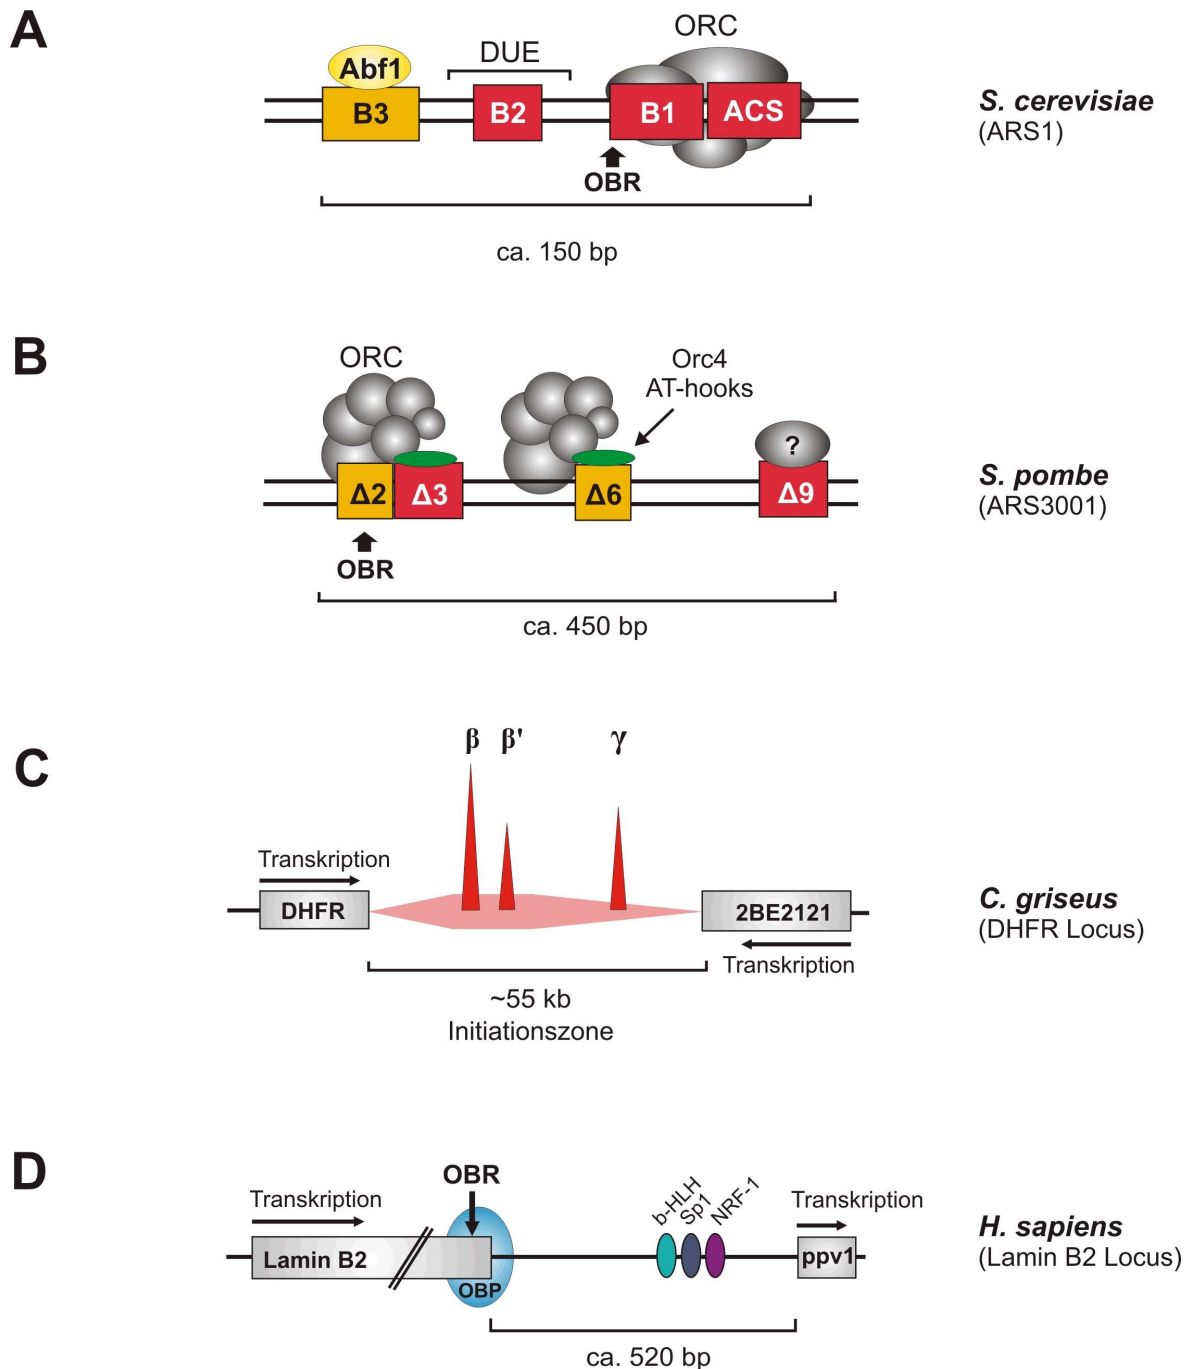 A
ORC
DUE
Abf1
B3
B2
B1
ACS
OBR
ca. 150 bp
S. cerevisiae
(ARS1)
B
ORC
Orc4
AT-hooks
?
Δ2
Δ3
Δ6
Δ9
OBR
ca. 450 bp
S. pombe
(ARS3001)
C
β
β'
γ
Transkription
DHFR
2BE2121
Transkription
~55 kb
Initiationszone
C. griseus
(DHFR Locus)
D
OBR
Transkription
b-HLH
Sp1
NRF-1
Transkription
Lamin B2
OBP
ppv1
ca. 520 bp
H. sapiens
(Lamin B2 Locus)